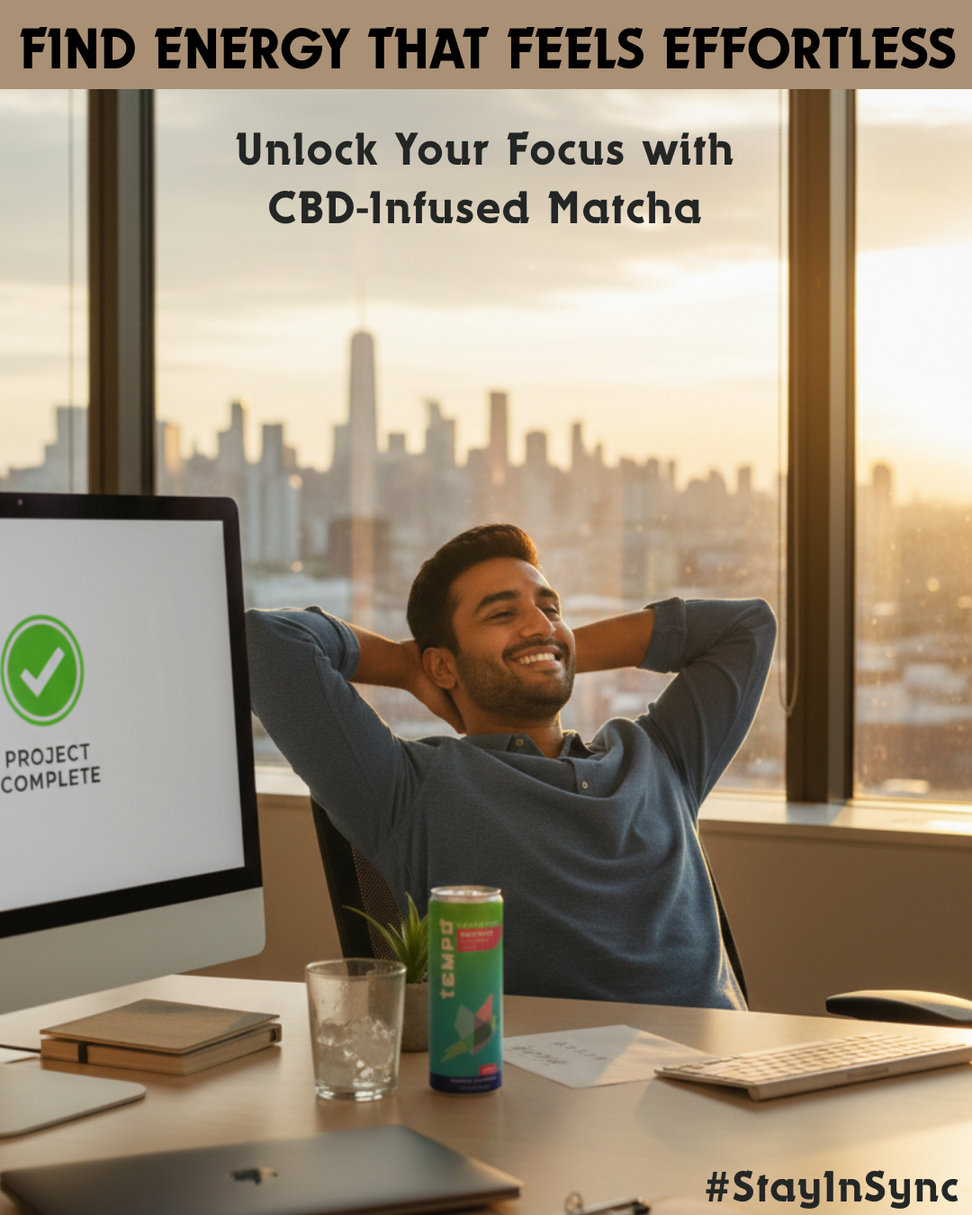 FIND ENERGY THAT FEELS EFFORTLESS
Unlock Your Focus with
CBD-Infused Matcha
PROJECT
COMPLETE
TEMPO
#StayInSync